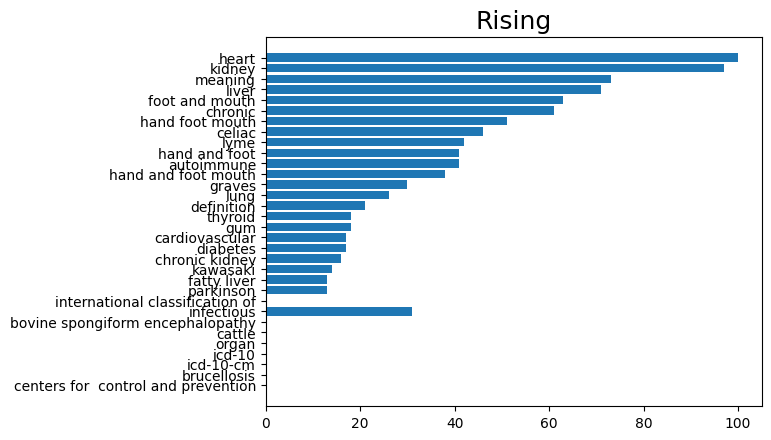 Rising
heart
kidney
meaning
liver
foot and mouth
chronic
hand foot mouth
celiac
lyme
hand and foot
autoimmune
hand and foot mouth
graves
lung
definition
thyroid
gum
cardiovascular
diabetes
chronic kidney
kawasaki
fatty liver
parkinson
international classification of
infectious
bovine spongiform encephalopathy
cattle
organ
icd-10
icd-10-cm
brucellosis
centers for  control and prevention
0 20 40 60 80 100